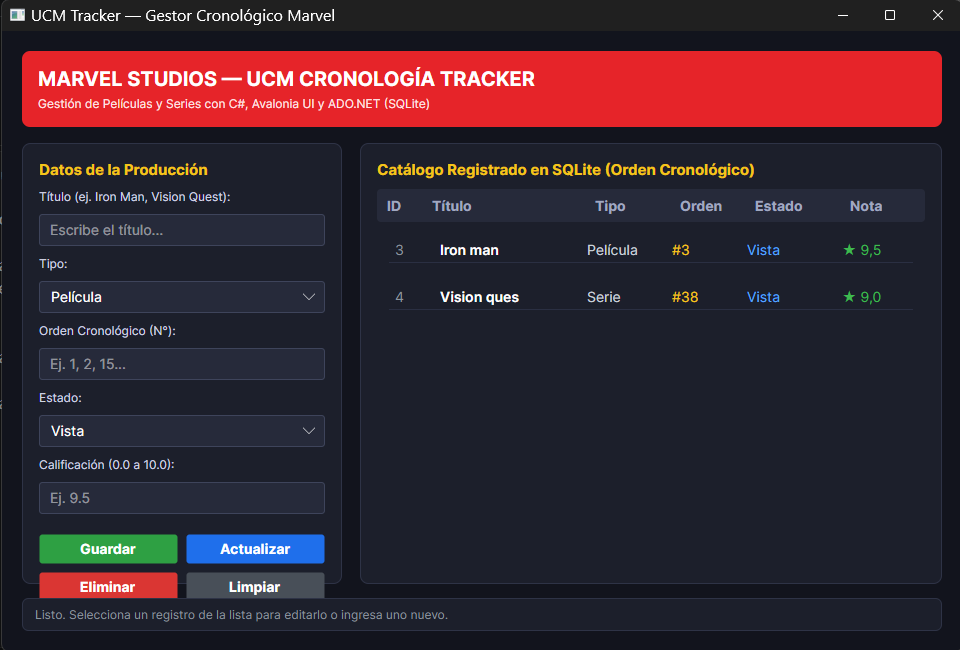 UCM Tracker — Gestor Cronológico Marvel
MARVEL STUDIOS — UCM CRONOLOGÍA TRACKER
Gestión de Películas y Series con C#, Avalonia UI y ADO.NET (SQLite)
Datos de la Producción
Título (ej. Iron Man, Vision Quest):
Escribe el título...
Tipo:
Película
Orden Cronológico (N°):
Ej. 1, 2, 15...
Estado:
Vista
Calificación (0.0 a 10.0):
Ej. 9.5
Guardar Actualizar
Eliminar Limpiar
Catálogo Registrado en SQLite (Orden Cronológico)
ID Título Tipo Orden Estado Nota
3 Iron man Película #3 Vista ★ 9,5
4 Vision ques Serie #38 Vista ★ 9,0
Listo. Selecciona un registro de la lista para editarlo o ingresa uno nuevo.